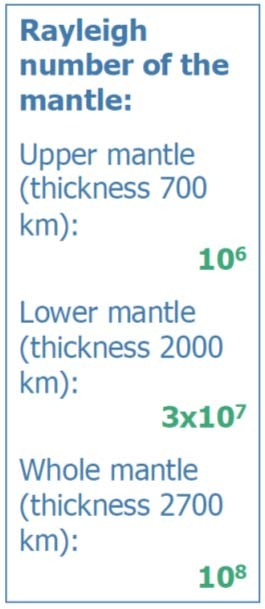 Rayleigh
number of the
mantle:
Upper mantle
(thickness 700
km):
10⁶
Lower mantle
(thickness 2000
km):
3x10⁷
Whole mantle
(thickness 2700
km):
10⁸